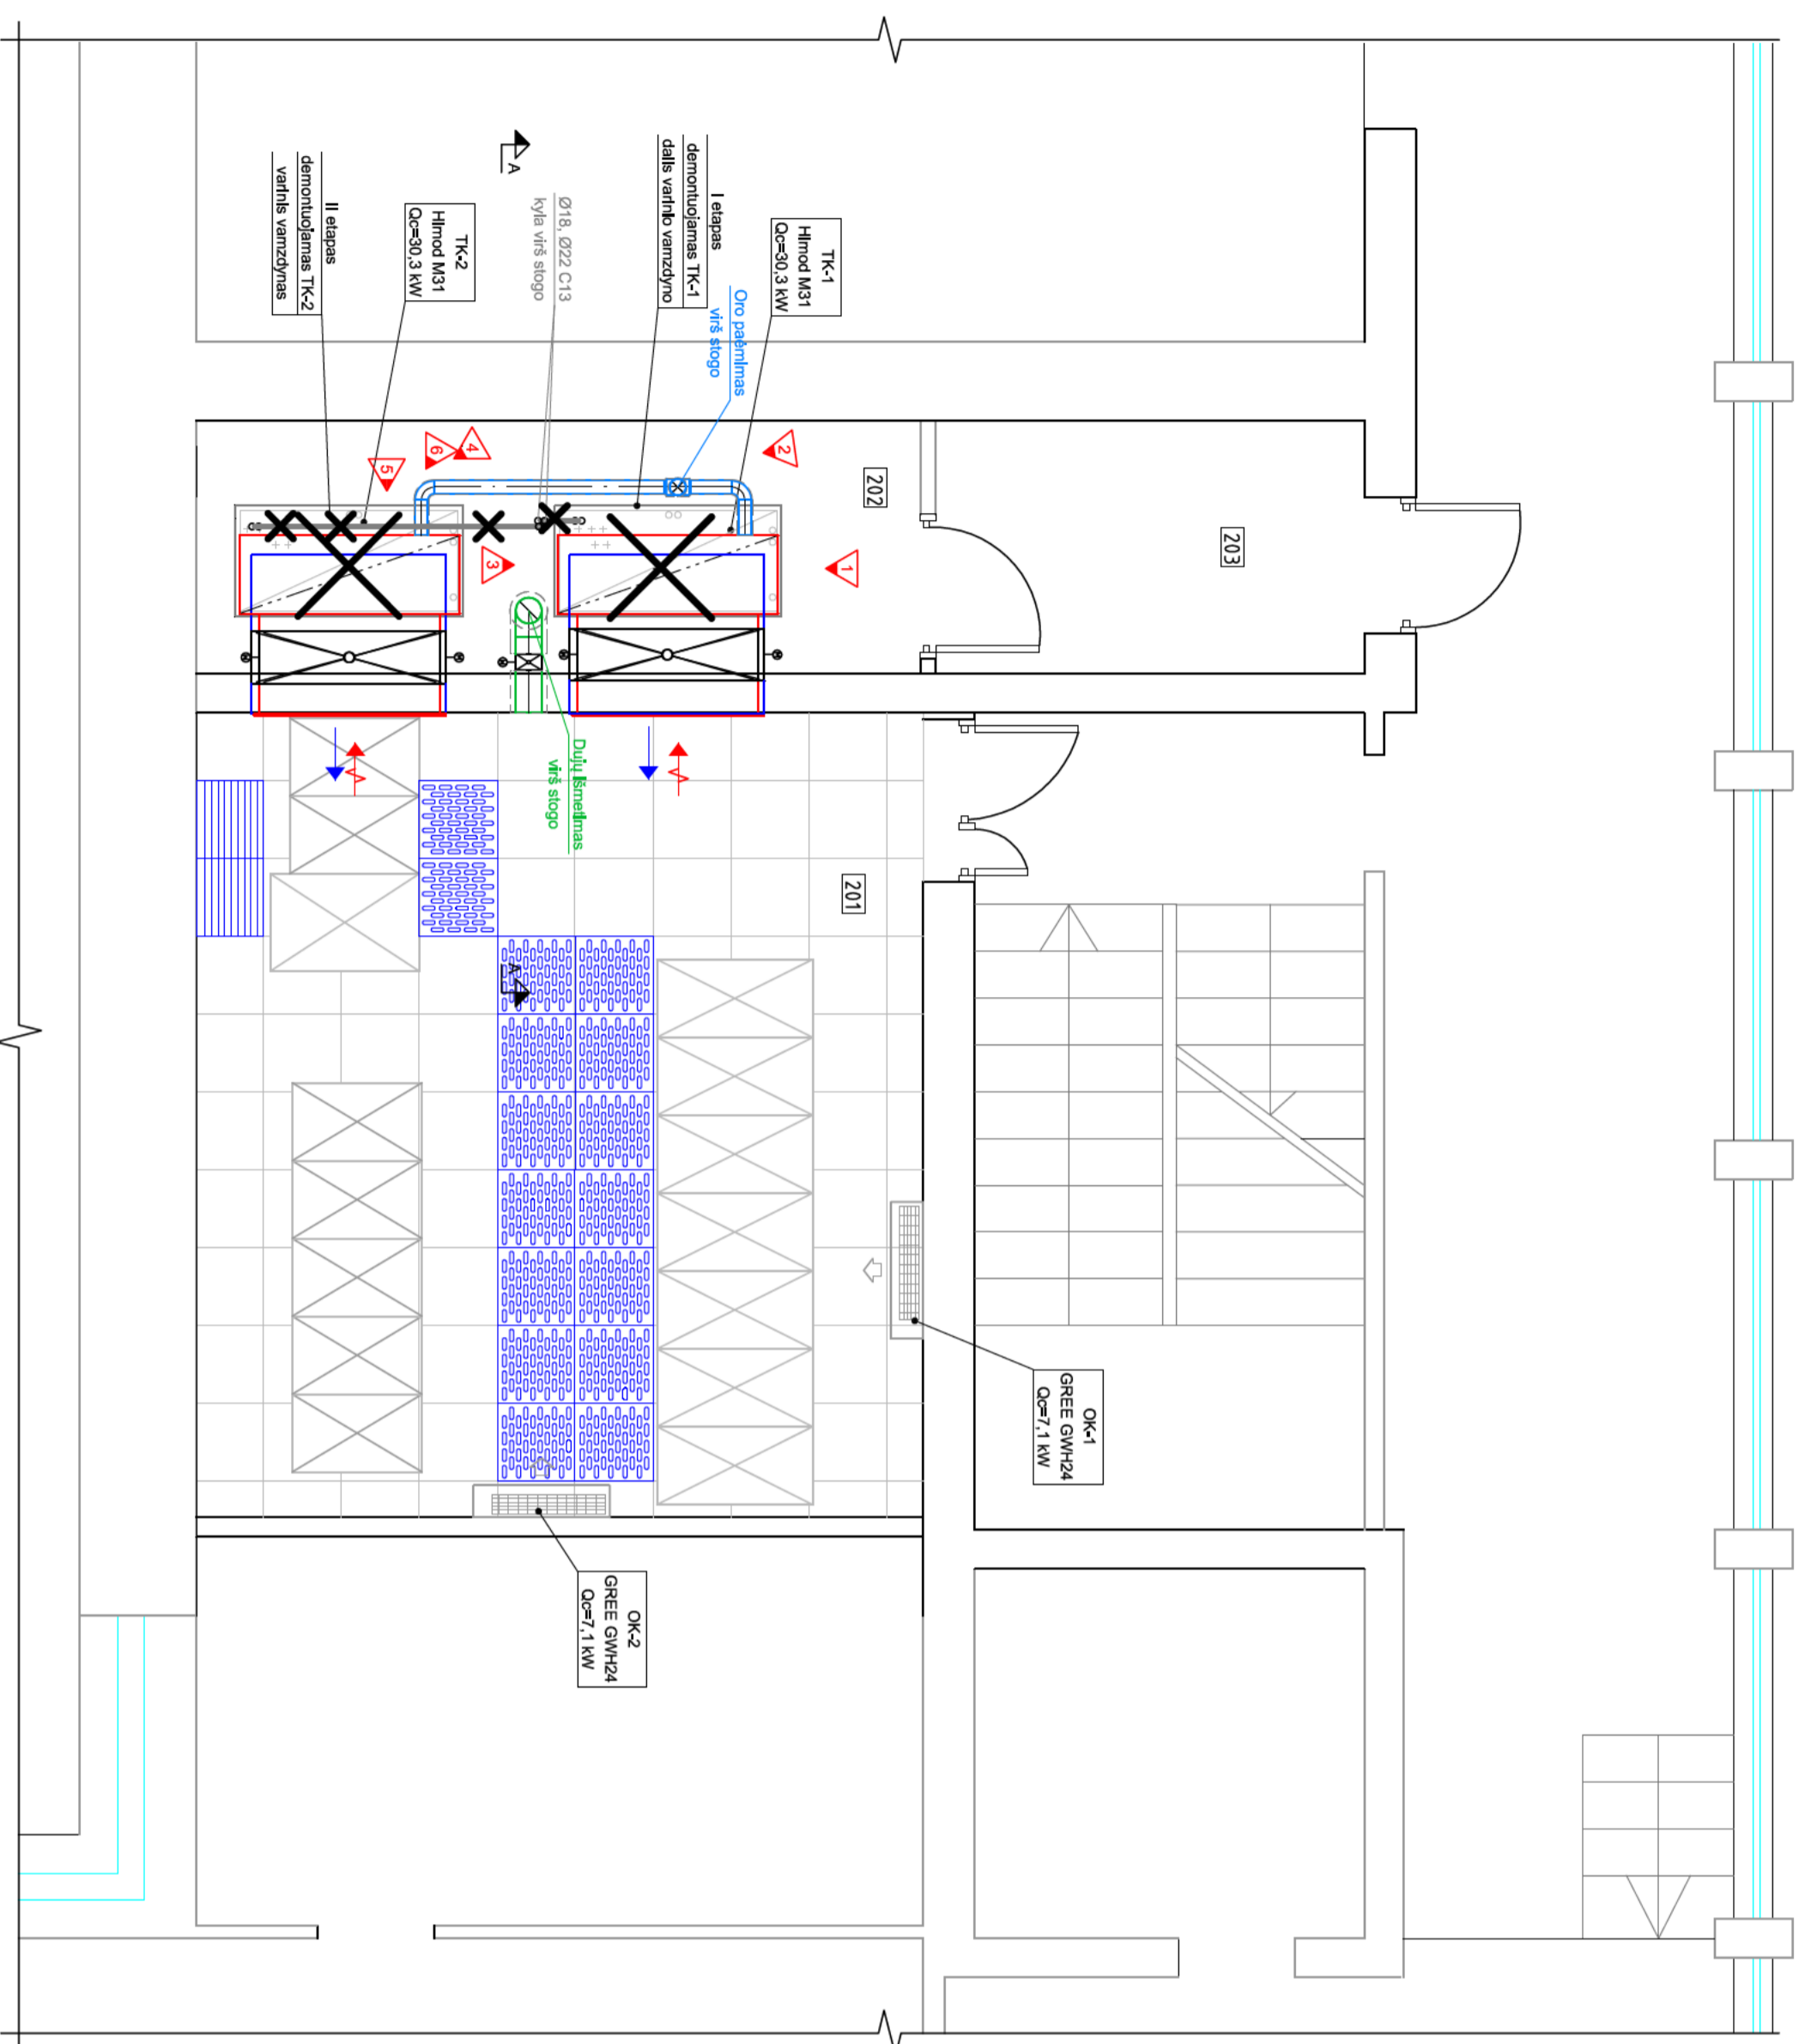 203
202
TK-1
Himod M31
Qc=30,3 kW
Oro paėmimas
virš stogo
I etapas
demontuojamas TK-1
dalis varinio vamzdyno
Ø18, Ø22 C13
kyla virš stogo
A
TK-2
Himod M31
Qc=30,3 kW
II etapas
demontuojamas TK-2
varinis vamzdynas
1
2
3
4
6
5
Dujų išmetimas
virš stogo
201
A
OK-1
GREE GWH24
Qc=7,1 kW
OK-2
GREE GWH24
Qc=7,1 kW